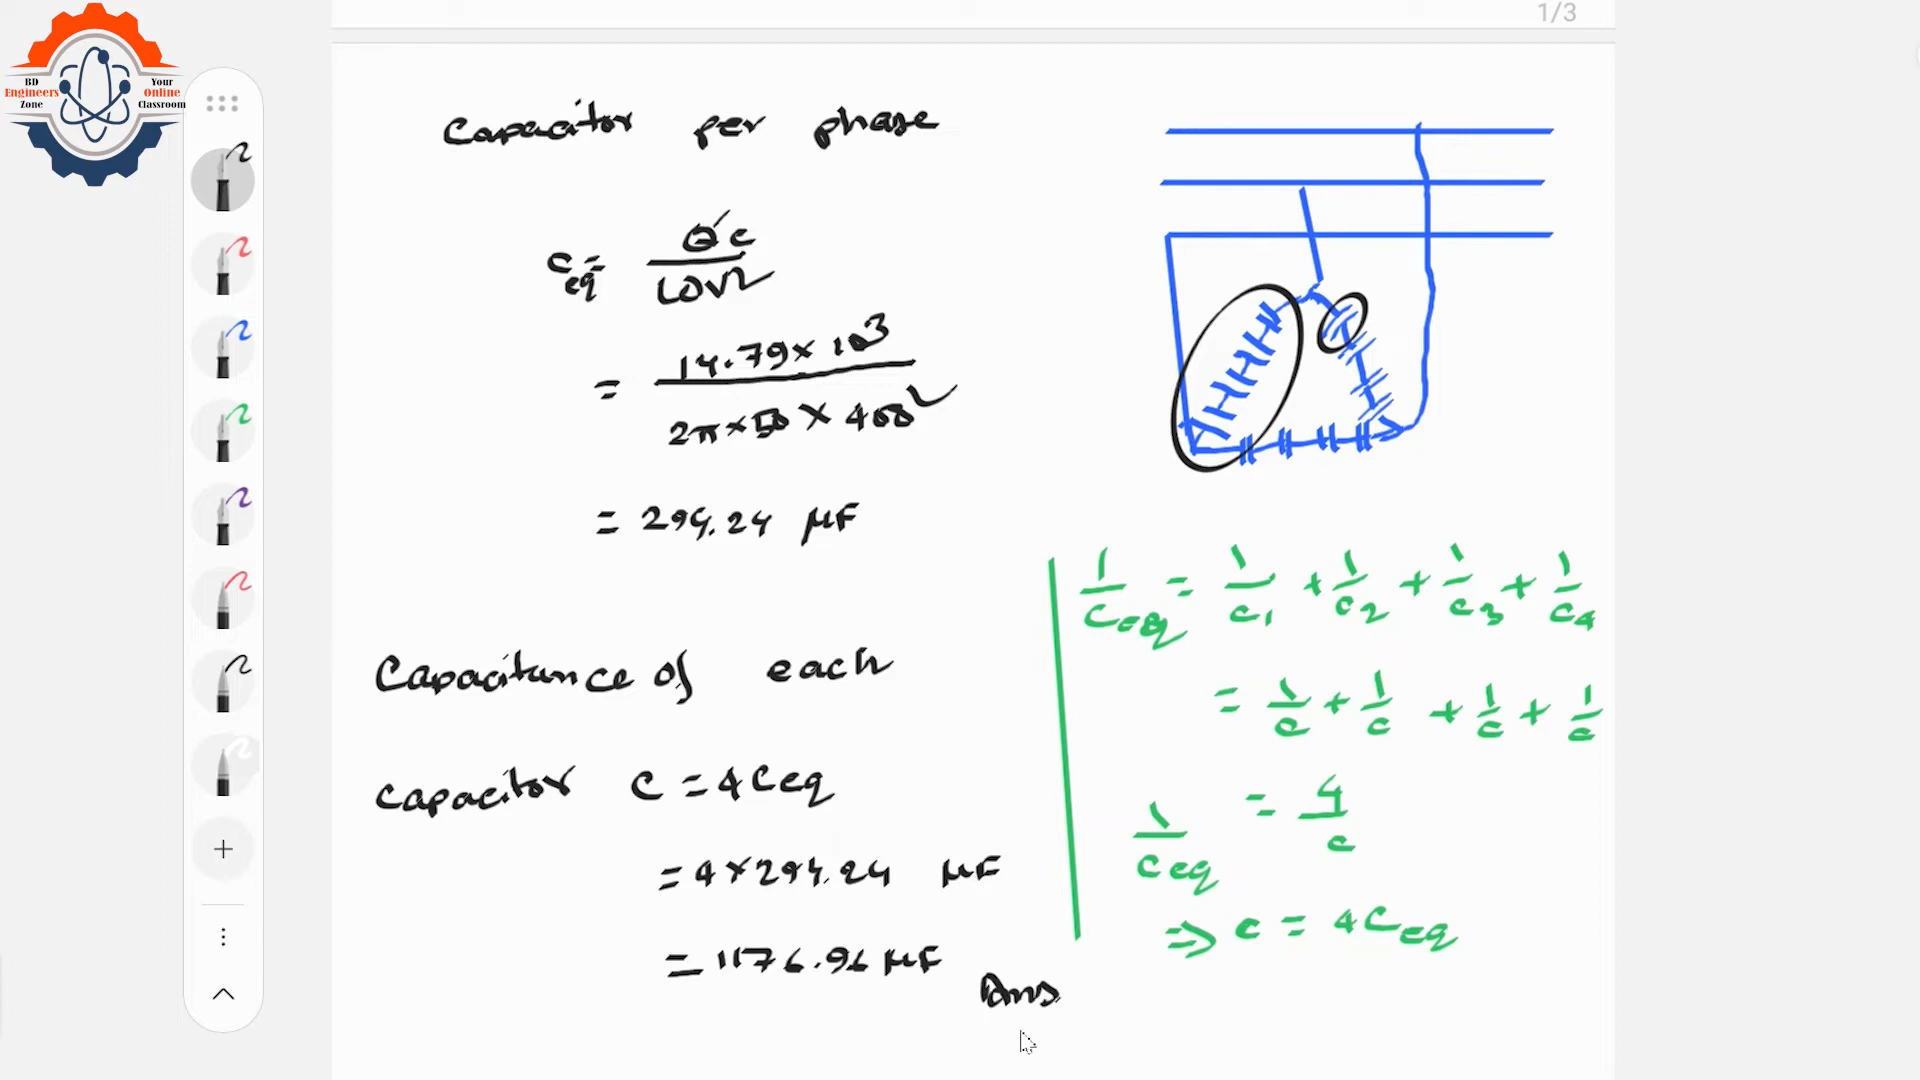 1/3
BD Engineers Zone
Your Online Classroom
Capacitor per phase
Ceq = Q'c / ωV²
= 14.79 × 10³ / 2π × 50 × 400²
= 294.24 μF
Capacitance of each
capacitor C = 4Ceq
= 4 × 294.24 μF
= 1176.96 μF
Ans
1/Ceq = 1/C1 + 1/C2 + 1/C3 + 1/C4
= 1/C + 1/C + 1/C + 1/C
1/Ceq = 4/C
⇒ C = 4Ceq